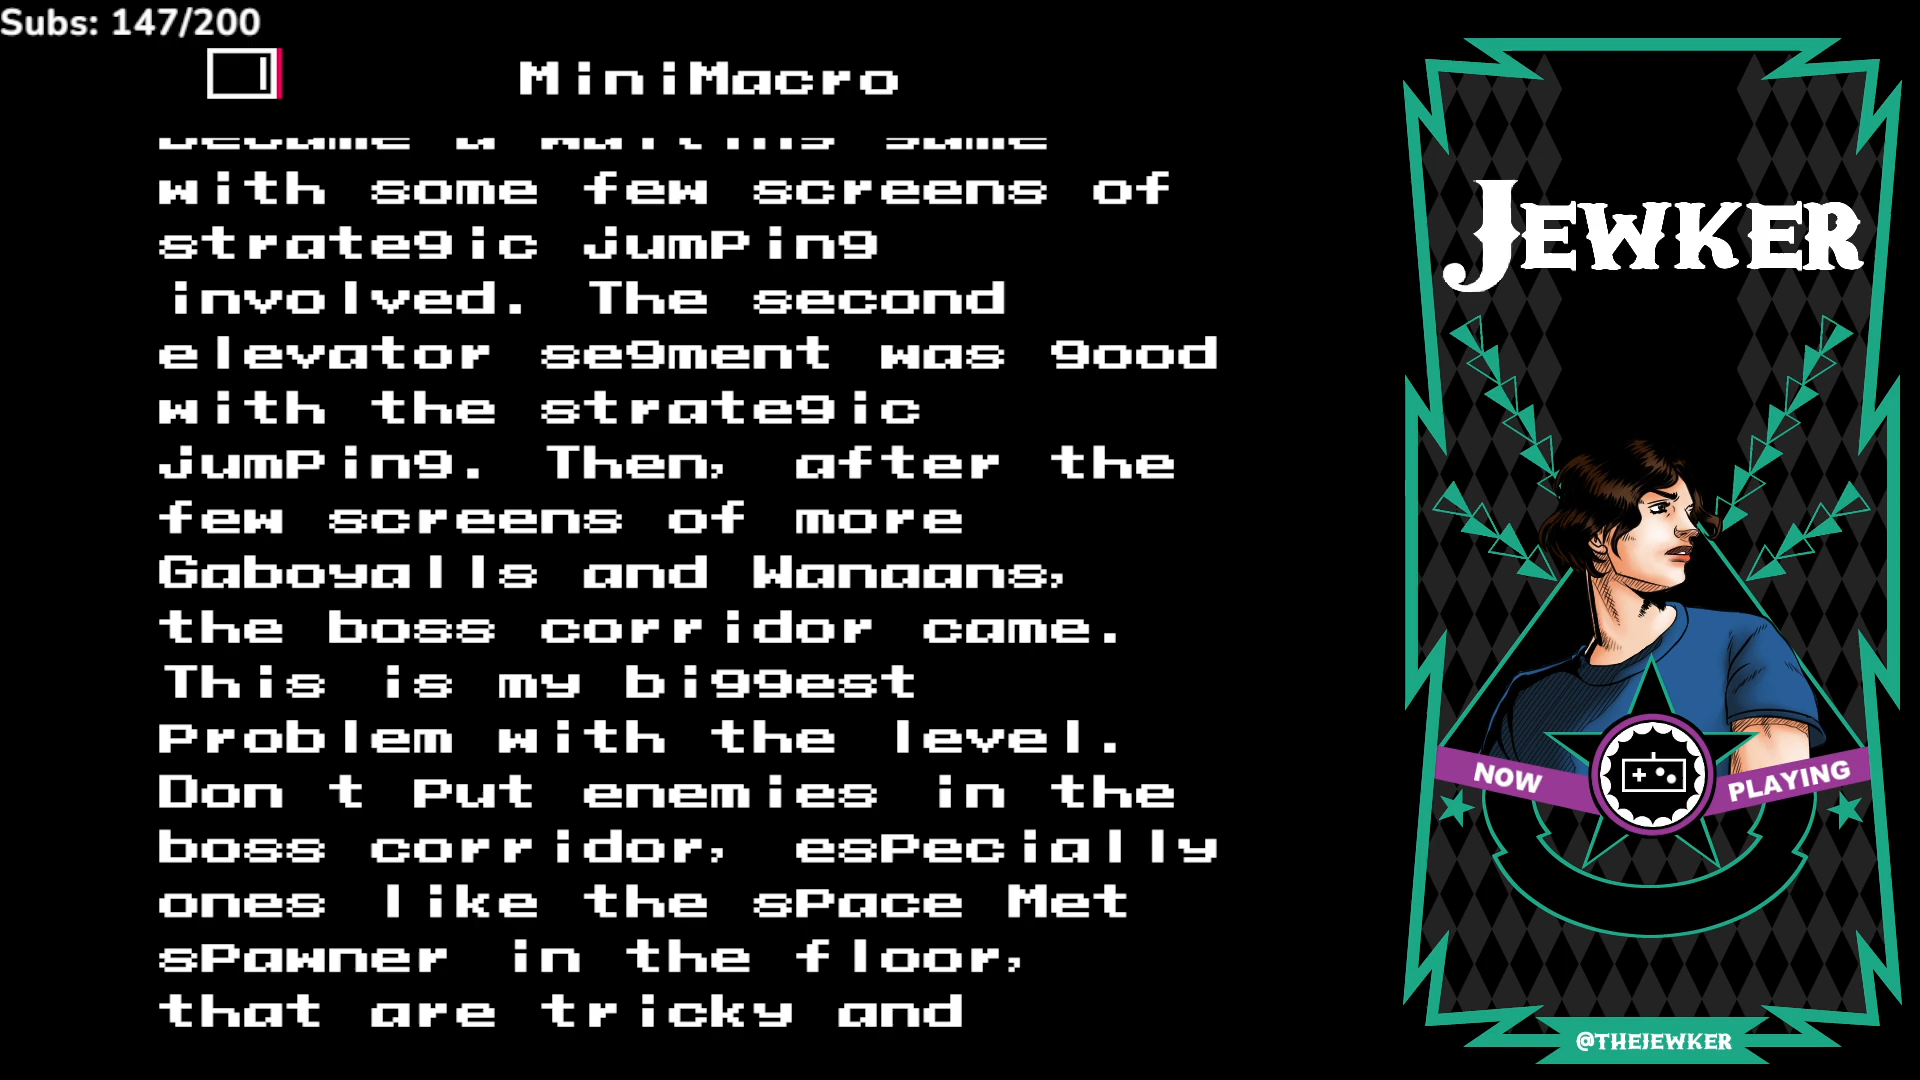 Subs: 147/200
MiniMacro
with some few screens of
strategic jumping
involved. The second
elevator segment was good
with the strategic
jumping. Then, after the
few screens of more
Gaboyalls and Wanaans,
the boss corridor came.
This is my biggest
problem with the level.
Don t put enemies in the
boss corridor, especially
ones like the space Met
spawner in the floor,
that are tricky and
JEWKER
NOW PLAYING
@THEJEWKER